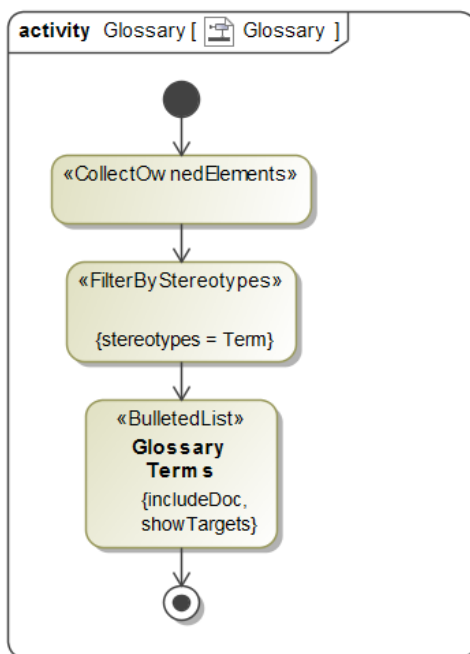 activity Glossary [ Glossary ]
«CollectOwnedElements»
«FilterByStereotypes»
{stereotypes = Term}
«BulletedList»
Glossary
Terms
{includeDoc,
showTargets}